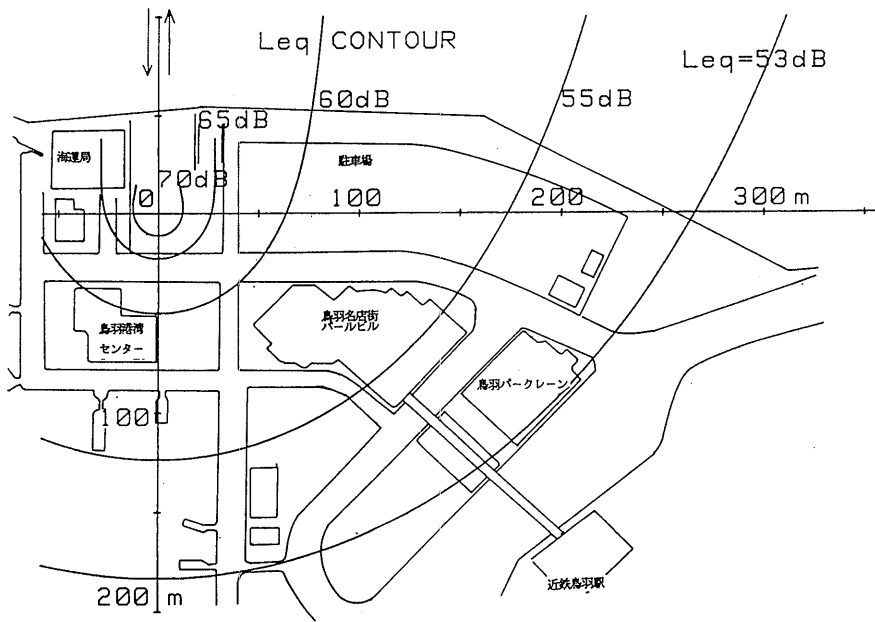 Leq CONTOUR
Leq=53dB
60dB
55dB
65dB
海運局
駐車場
70dB
0
100
200
300 m
鳥羽名店街
パールビル
鳥羽港湾
センター
鳥羽パークレーン
100
近鉄鳥羽駅
200 m